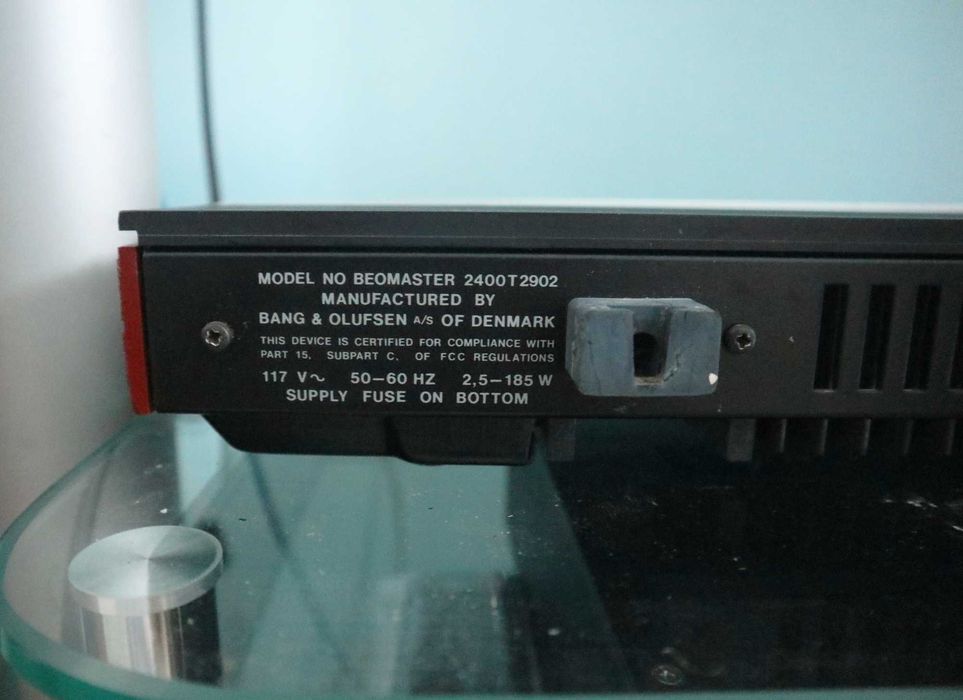 MODEL NO BEOMASTER 2400T2902
MANUFACTURED BY
BANG & OLUFSEN A/S OF DENMARK
THIS DEVICE IS CERTIFIED FOR COMPLIANCE WITH
PART 15, SUBPART C, OF FCC REGULATIONS
117 V~ 50–60 HZ 2,5–185 W
SUPPLY FUSE ON BOTTOM